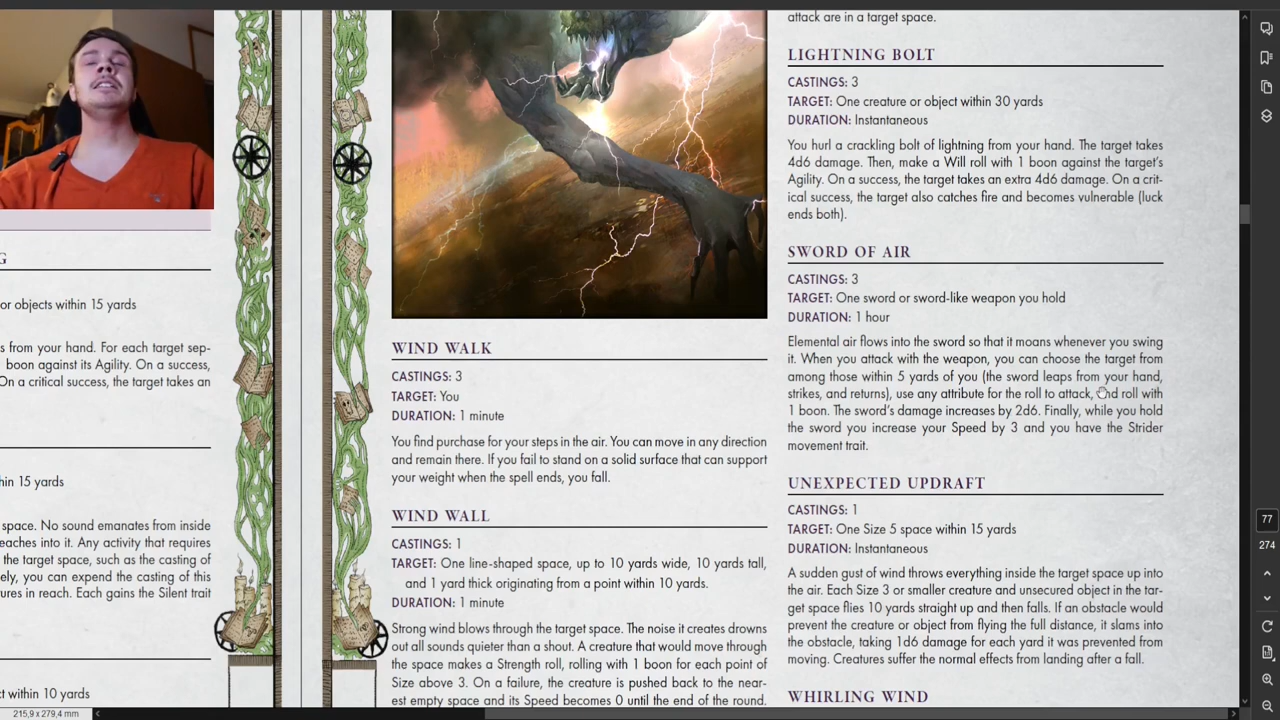 G
or objects within 15 yards
s from your hand. For each target sep-
boon against its Agility. On a success,
On a critical success, the target takes an
hin 15 yards
space. No sound emanates from inside
eaches into it. Any activity that requires
the target space, such as the casting of
ely, you can expend the casting of this
ures in reach. Each gains the Silent trait
ct within 10 yards
215,9 x 279,4 mm
WIND WALK
CASTINGS: 3
TARGET: You
DURATION: 1 minute
You find purchase for your steps in the air. You can move in any direction
and remain there. If you fail to stand on a solid surface that can support
your weight when the spell ends, you fall.
WIND WALL
CASTINGS: 1
TARGET: One line-shaped space, up to 10 yards wide, 10 yards tall,
and 1 yard thick originating from a point within 10 yards.
DURATION: 1 minute
Strong wind blows through the target space. The noise it creates drowns
out all sounds quieter than a shout. A creature that would move through
the space makes a Strength roll, rolling with 1 boon for each point of
Size above 3. On a failure, the creature is pushed back to the near-
est empty space and its Speed becomes 0 until the end of the round.
attack are in a target space.
LIGHTNING BOLT
CASTINGS: 3
TARGET: One creature or object within 30 yards
DURATION: Instantaneous
You hurl a crackling bolt of lightning from your hand. The target takes
4d6 damage. Then, make a Will roll with 1 boon against the target's
Agility. On a success, the target takes an extra 4d6 damage. On a crit-
ical success, the target also catches fire and becomes vulnerable (luck
ends both).
SWORD OF AIR
CASTINGS: 3
TARGET: One sword or sword-like weapon you hold
DURATION: 1 hour
Elemental air flows into the sword so that it moans whenever you swing
it. When you attack with the weapon, you can choose the target from
among those within 5 yards of you (the sword leaps from your hand,
strikes, and returns), use any attribute for the roll to attack, and roll with
1 boon. The sword's damage increases by 2d6. Finally, while you hold
the sword you increase your Speed by 3 and you have the Strider
movement trait.
UNEXPECTED UPDRAFT
CASTINGS: 1
TARGET: One Size 5 space within 15 yards
DURATION: Instantaneous
A sudden gust of wind throws everything inside the target space up into
the air. Each Size 3 or smaller creature and unsecured object in the tar-
get space flies 10 yards straight up and then falls. If an obstacle would
prevent the creature or object from flying the full distance, it slams into
the obstacle, taking 1d6 damage for each yard it was prevented from
moving. Creatures suffer the normal effects from landing after a fall.
WHIRLING WIND
77
274